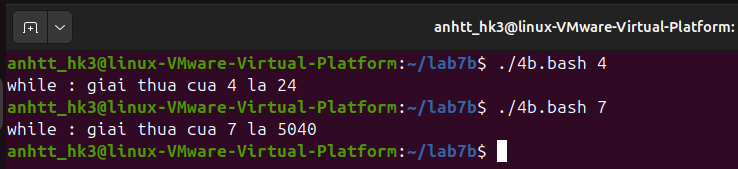 anhtt_hk3@linux-VMware-Virtual-Platform:
anhtt_hk3@linux-VMware-Virtual-Platform:~/lab7b$ ./4b.bash 4
while : giai thua cua 4 la 24
anhtt_hk3@linux-VMware-Virtual-Platform:~/lab7b$ ./4b.bash 7
while : giai thua cua 7 la 5040
anhtt_hk3@linux-VMware-Virtual-Platform:~/lab7b$